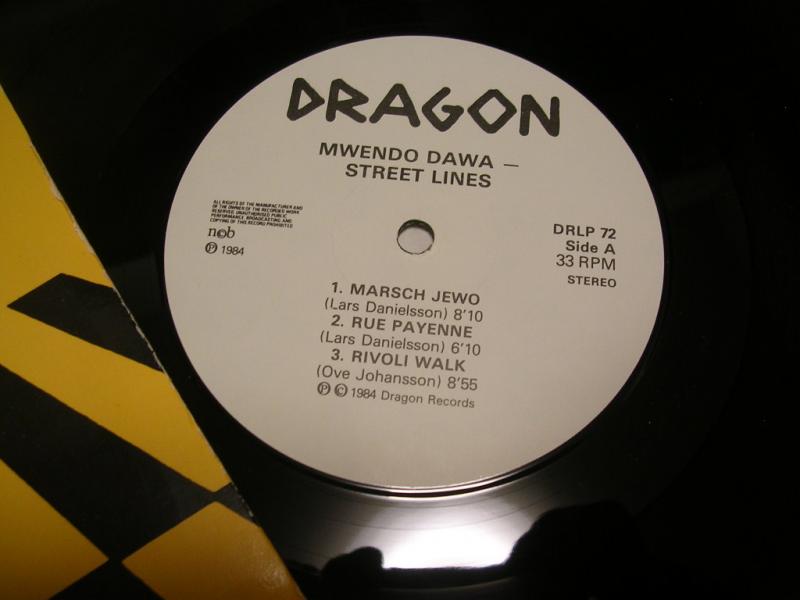 DRAGON
MWENDO DAWA —
STREET LINES
ALL RIGHTS OF THE MANUFACTURER AND
OF THE OWNER OF THE RECORDED WORK
RESERVED. UNAUTHORISED PUBLIC
PERFORMANCE, BROADCASTING AND
COPYING OF THIS RECORD PROHIBITED
n©b
Ⓟ 1984
DRLP 72
Side A
33 RPM
STEREO
1. MARSCH JEWO
(Lars Danielsson) 8'10
2. RUE PAYENNE
(Lars Danielsson) 6'10
3. RIVOLI WALK
(Ove Johansson) 8'55
Ⓟ © 1984 Dragon Records